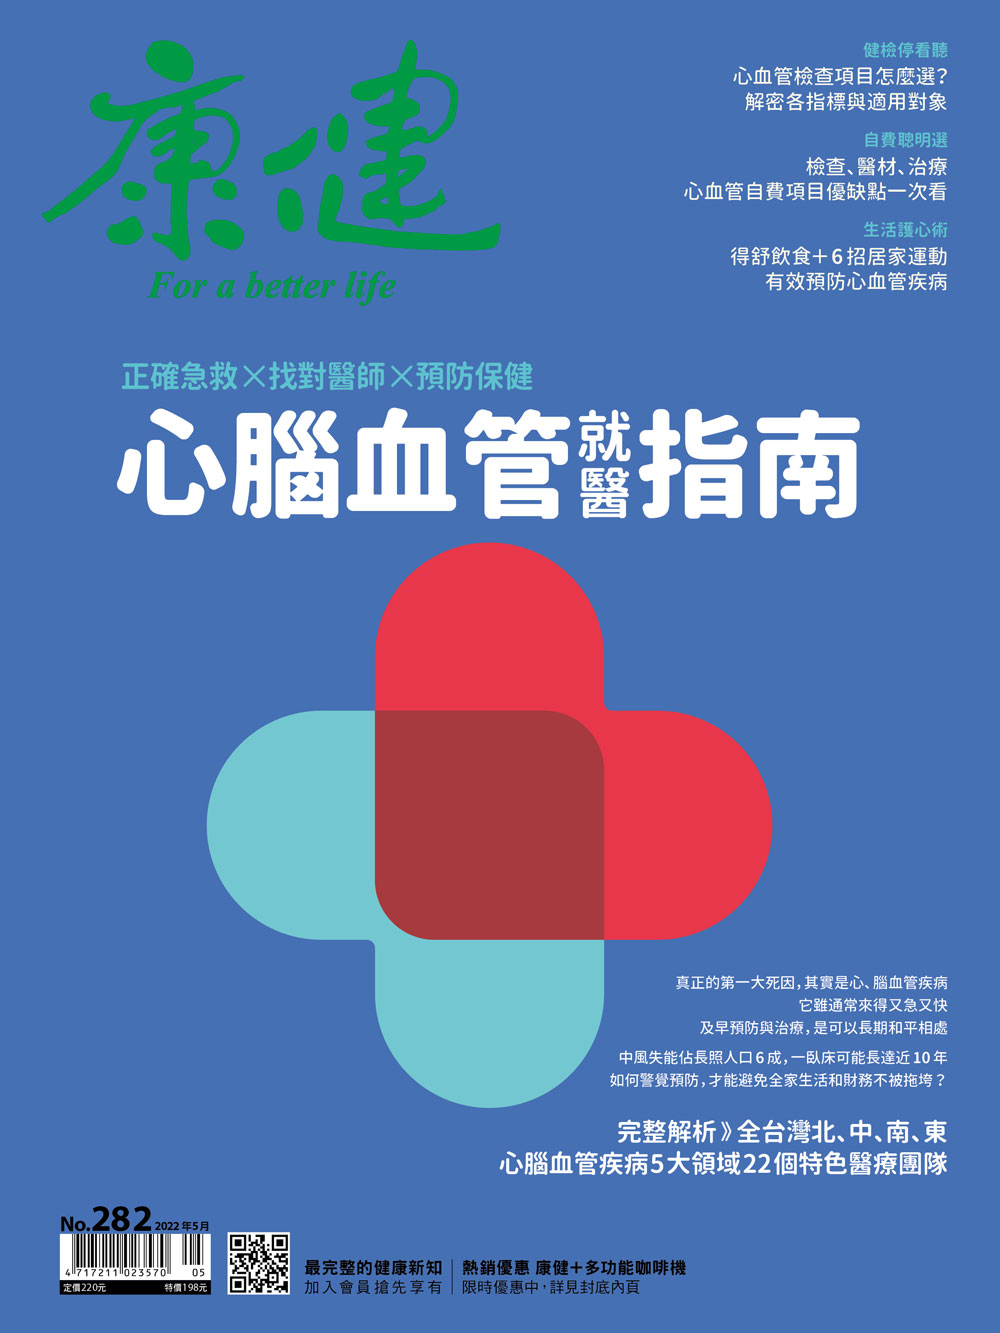 康健
For a better life
健檢停看聽
心血管檢查項目怎麼選？
解密各指標與適用對象
自費聰明選
檢查、醫材、治療
心血管自費項目優缺點一次看
生活護心術
得舒飲食＋6招居家運動
有效預防心血管疾病
正確急救×找對醫師×預防保健
心腦血管就醫指南
真正的第一大死因，其實是心、腦血管疾病
它雖通常來得又急又快
及早預防與治療，是可以長期和平相處
中風失能佔長照人口6成，一臥床可能長達近10年
如何警覺預防，才能避免全家生活和財務不被拖垮？
完整解析》全台灣北、中、南、東
心腦血管疾病5大領域22個特色醫療團隊
No.282 2022年5月
4 717211 023570 05
定價220元 特價198元
最完整的健康新知
加入會員搶先享有
熱銷優惠 康健＋多功能咖啡機
限時優惠中，詳見封底內頁